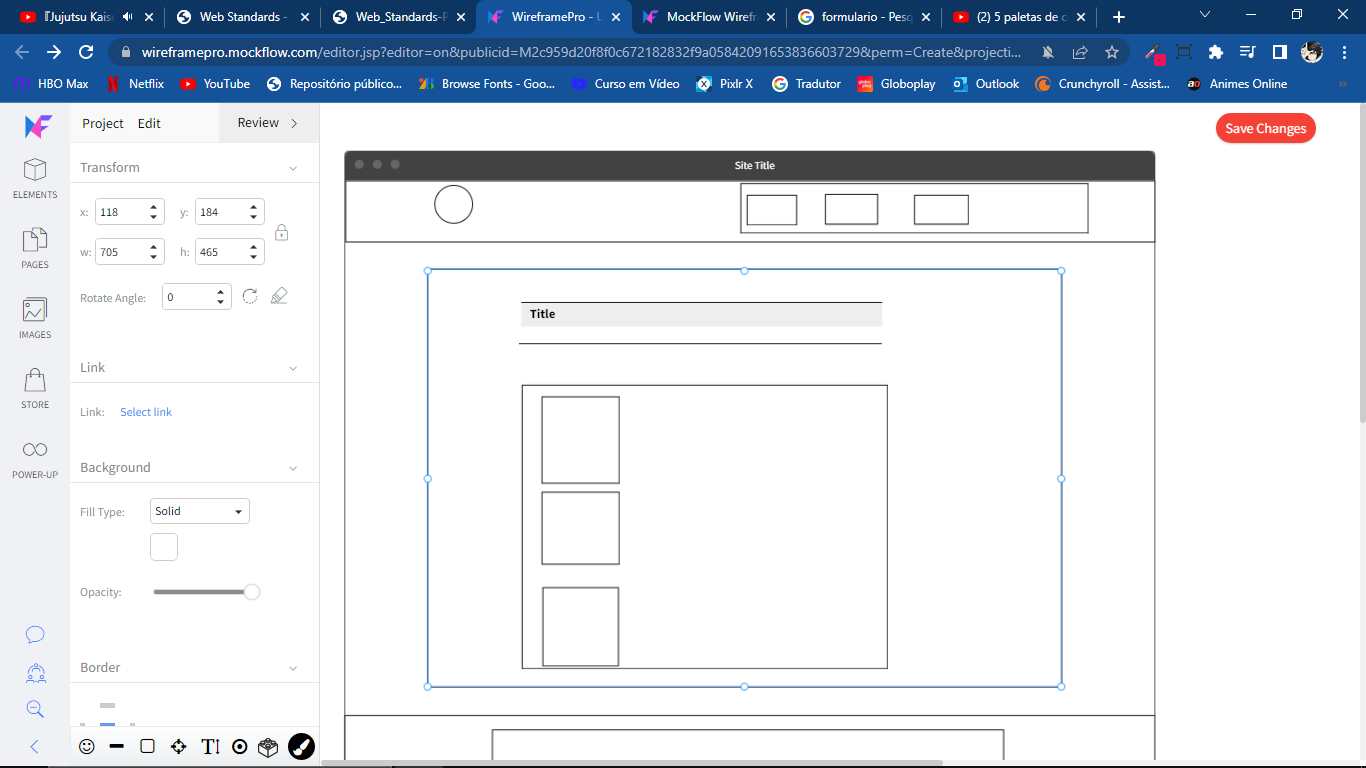 『Jujutsu Kais
Web Standards -
Web_Standards-P
WireframePro - U
MockFlow Wirefr
formulario - Pesq
(2) 5 paletas de c
wireframepro.mockflow.com/editor.jsp?editor=on&publicid=M2c959d20f8f0c672182832f9a05842091653836603729&perm=Create&projecti...
HBO Max
Netflix
YouTube
Repositório público...
Browse Fonts - Goo...
Curso em Vídeo
Pixlr X
Tradutor
Globoplay
Outlook
Crunchyroll - Assist...
Animes Online
Project
Edit
Review
Save Changes
ELEMENTS
PAGES
IMAGES
STORE
POWER-UP
Transform
x: 118 y: 184
w: 705 h: 465
Rotate Angle: 0
Link
Link: Select link
Background
Fill Type: Solid
Opacity:
Border
Site Title
Title